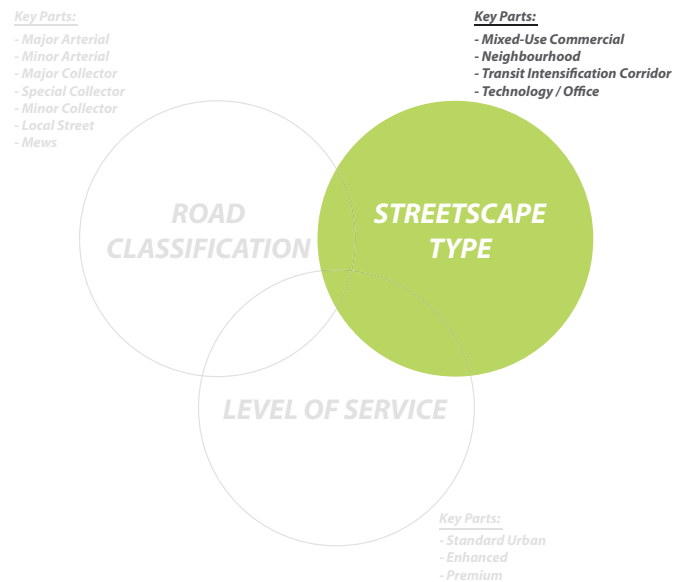 Key Parts:
- Major Arterial
- Minor Arterial
- Major Collector
- Special Collector
- Minor Collector
- Local Street
- Mews
Key Parts:
- Mixed-Use Commercial
- Neighbourhood
- Transit Intensification Corridor
- Technology / Office
ROAD
CLASSIFICATION
STREETSCAPE
TYPE
LEVEL OF SERVICE
Key Parts:
- Standard Urban
- Enhanced
- Premium